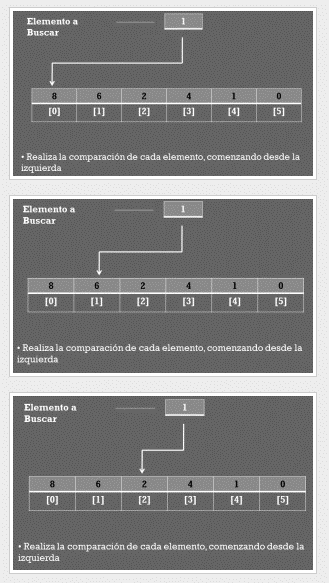 Elemento a
Buscar
1
8 6 2 4 1 0
[0] [1] [2] [3] [4] [5]
• Realiza la comparación de cada elemento, comenzando desde la
izquierda
Elemento a
Buscar
1
8 6 2 4 1 0
[0] [1] [2] [3] [4] [5]
• Realiza la comparación de cada elemento, comenzando desde la
izquierda
Elemento a
Buscar
1
8 6 2 4 1 0
[0] [1] [2] [3] [4] [5]
• Realiza la comparación de cada elemento, comenzando desde la
izquierda